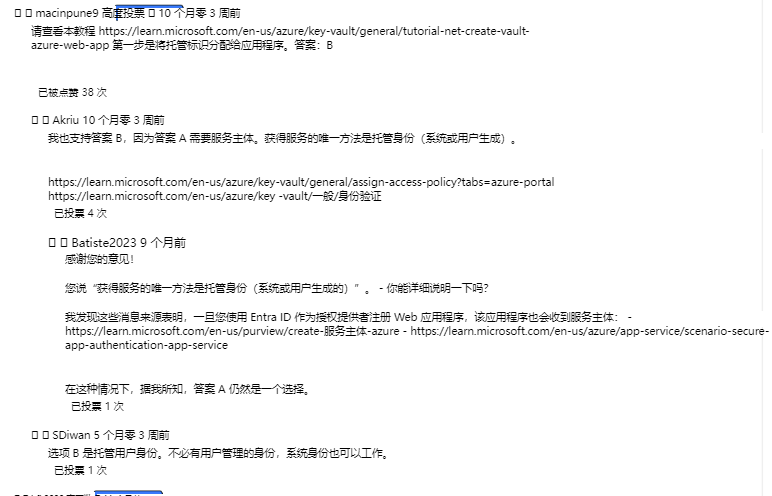 macinpune9 高度投票 10 个月零 3 周前
请查看本教程 https://learn.microsoft.com/en-us/azure/key-vault/general/tutorial-net-create-vault-
azure-web-app 第一步是将托管标识分配给应用程序。答案：B
已被点赞 38 次
Akriu 10 个月零 3 周前
我也支持答案 B，因为答案 A 需要服务主体。获得服务的唯一方法是托管身份（系统或用户生成）。
https://learn.microsoft.com/en-us/azure/key-vault/general/assign-access-policy?tabs=azure-portal
https://learn.microsoft.com/en-us/azure/key -vault/一般/身份验证
已投票 4 次
Batiste2023 9 个月前
感谢您的意见！
您说“获得服务的唯一方法是托管身份（系统或用户生成的）”。 - 你能详细说明一下吗？
我发现这些消息来源表明，一旦您使用 Entra ID 作为授权提供者注册 Web 应用程序，该应用程序也会收到服务主体： -
https://learn.microsoft.com/en-us/purview/create-服务主体-azure - https://learn.microsoft.com/en-us/azure/app-service/scenario-secure-
app-authentication-app-service
在这种情况下，据我所知，答案 A 仍然是一个选择。
已投票 1 次
SDiwan 5 个月零 3 周前
选项 B 是托管用户身份。不必有用户管理的身份，系统身份也可以工作。
已投票 1 次